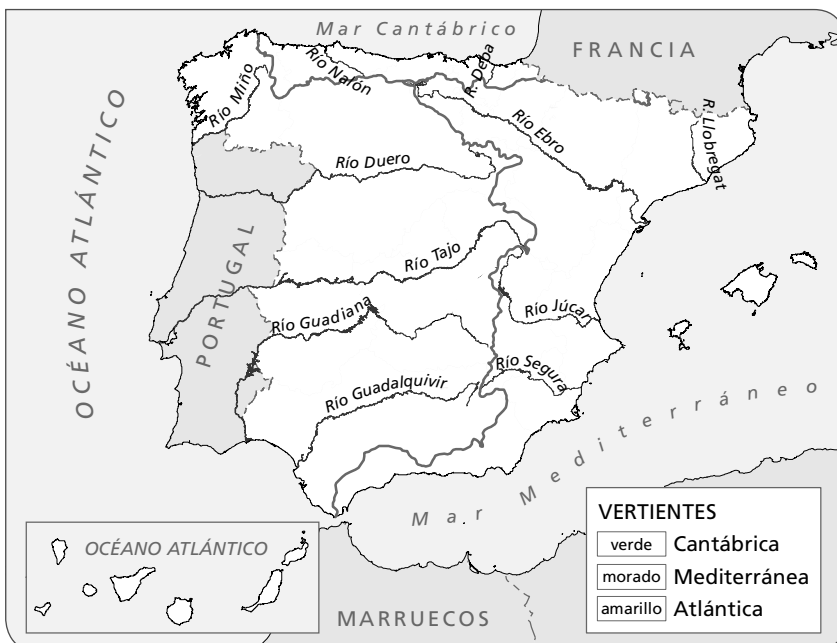 Mar Cantábrico
FRANCIA
OCÉANO ATLÁNTICO
Río Miño
Río Nalón
R. Deba
Río Ebro
R. Llobregat
Río Duero
Río Tajo
PORTUGAL
Río Guadiana
Río Júcar
Río Segura
Río Guadalquivir
Mar Mediterráneo
OCÉANO ATLÁNTICO
MARRUECOS
VERTIENTES
verde Cantábrica
morado Mediterránea
amarillo Atlántica